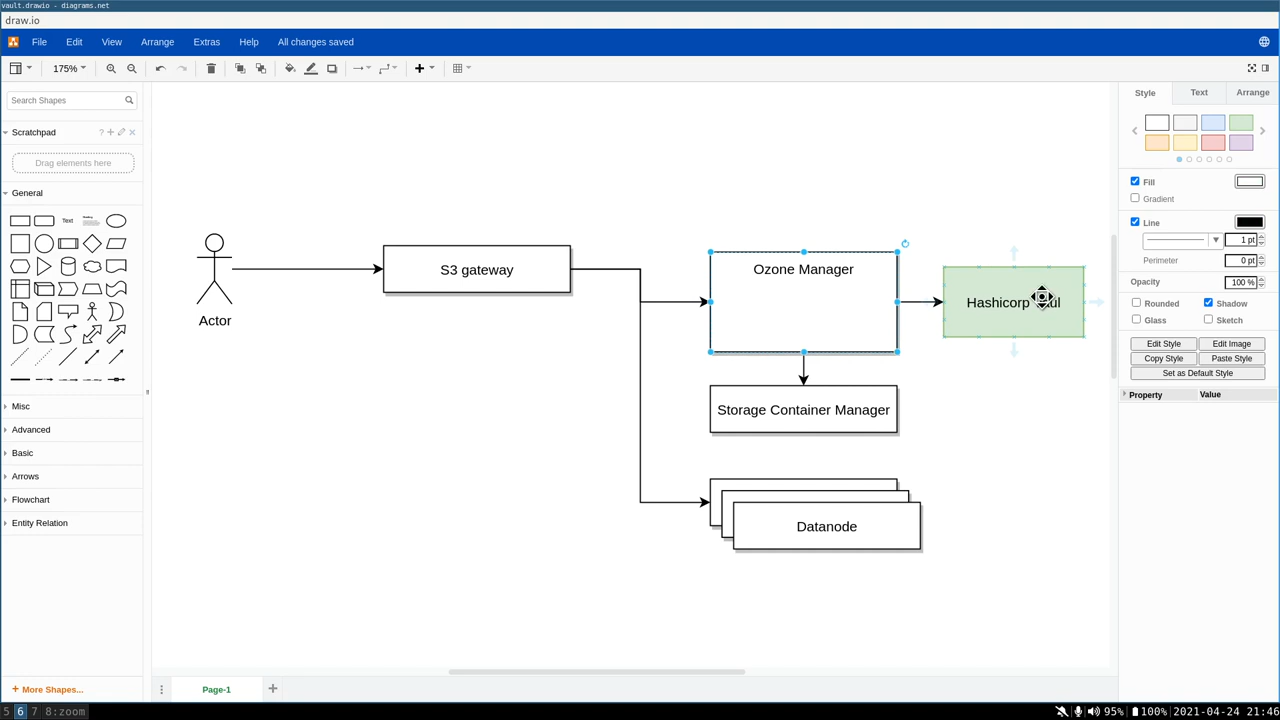 vault.drawio - diagrams.net
draw.io
File Edit View Arrange Extras Help All changes saved
175%
Search Shapes
Scratchpad
?
Drag elements here
General
Text
Actor
S3 gateway
Ozone Manager
Hashicorp
Storage Container Manager
Datanode
Misc
Advanced
Basic
Arrows
Flowchart
Entity Relation
+ More Shapes...
Page-1
Style Text Arrange
Fill
Gradient
Line
1 pt
Perimeter 0 pt
Opacity 100 %
Rounded Shadow
Glass Sketch
Edit Style Edit Image
Copy Style Paste Style
Set as Default Style
Property Value
5 6 7 8:zoom
95% 100% 2021-04-24 21:46